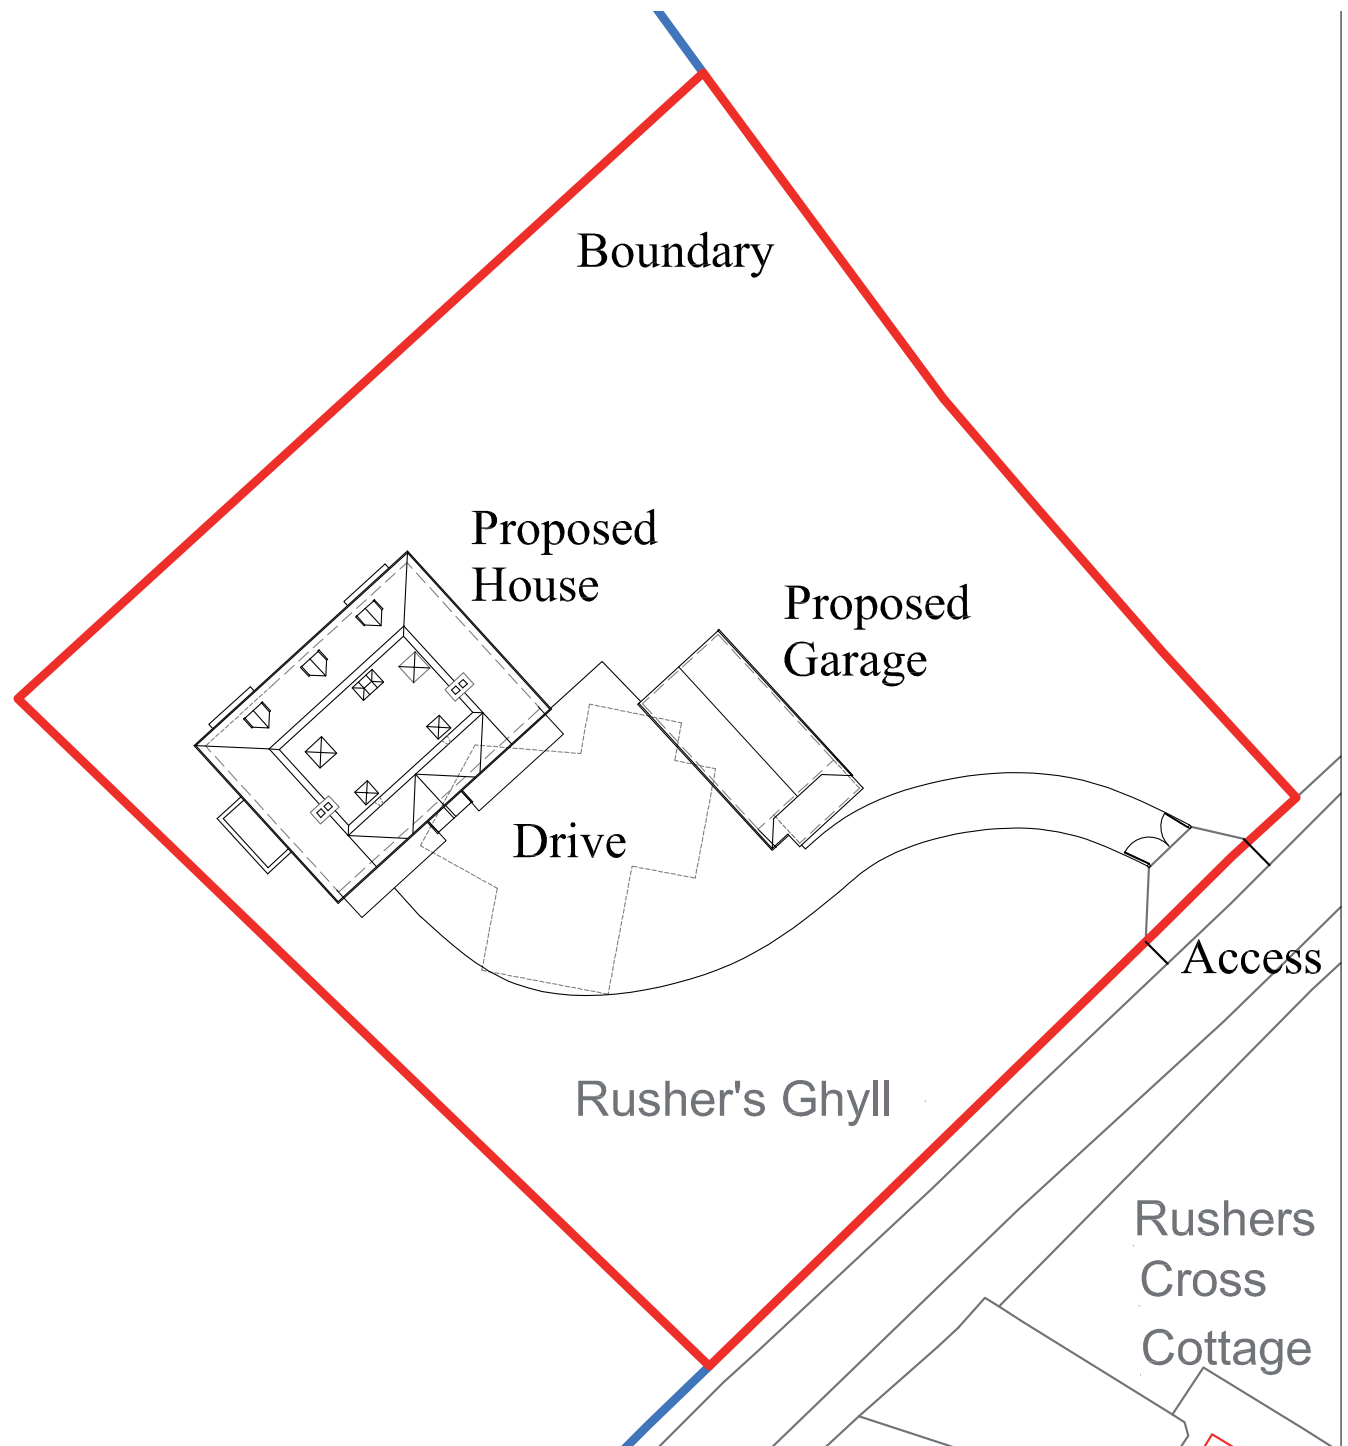 Boundary
Proposed
House
Proposed
Garage
Drive
Access
Rusher's Ghyll
Rushers
Cross
Cottage